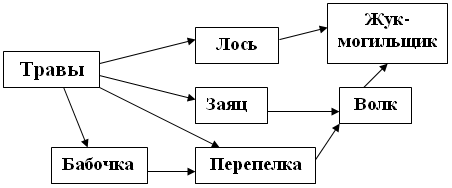 Жук-
могильщик
Лось
Травы
Заяц
Волк
Бабочка
Перепелка